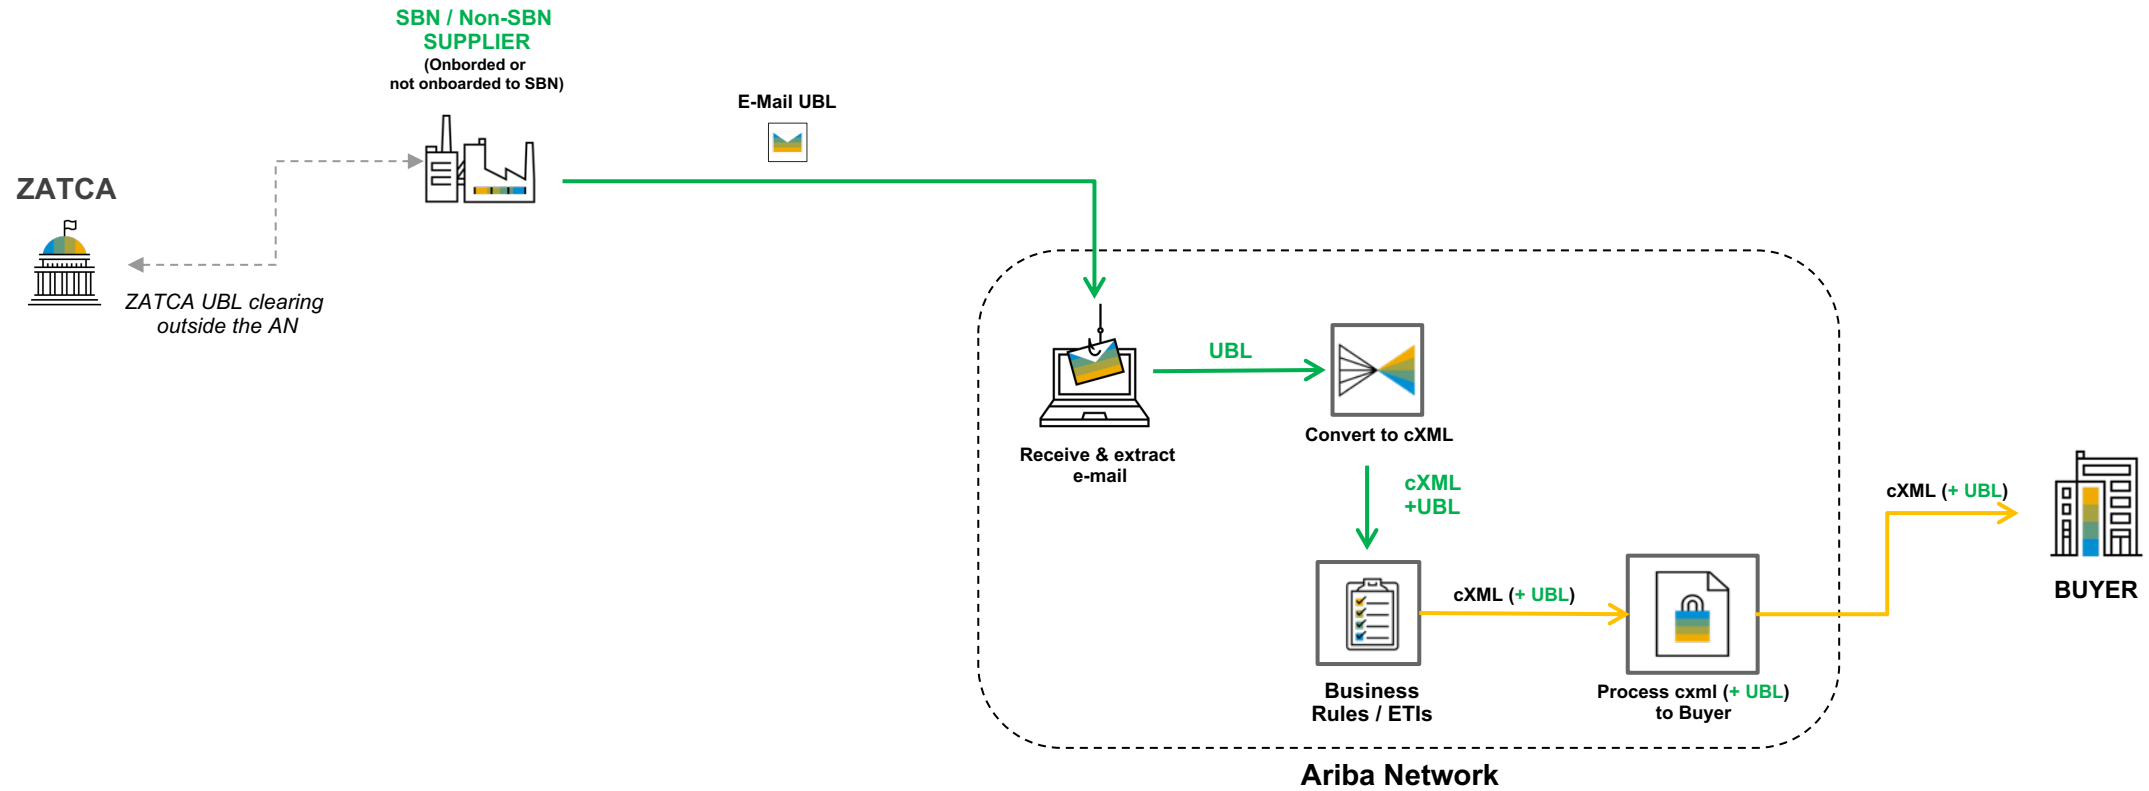 SBN / Non-SBN
SUPPLIER
(Onborded or
not onboarded to SBN)
E-Mail UBL
ZATCA
ZATCA UBL clearing
outside the AN
UBL
Convert to cXML
Receive & extract
e-mail
cXML
+UBL
cXML (+ UBL)
BUYER
cXML (+ UBL)
Business
Rules / ETIs
Process cxml (+ UBL)
to Buyer
Ariba Network